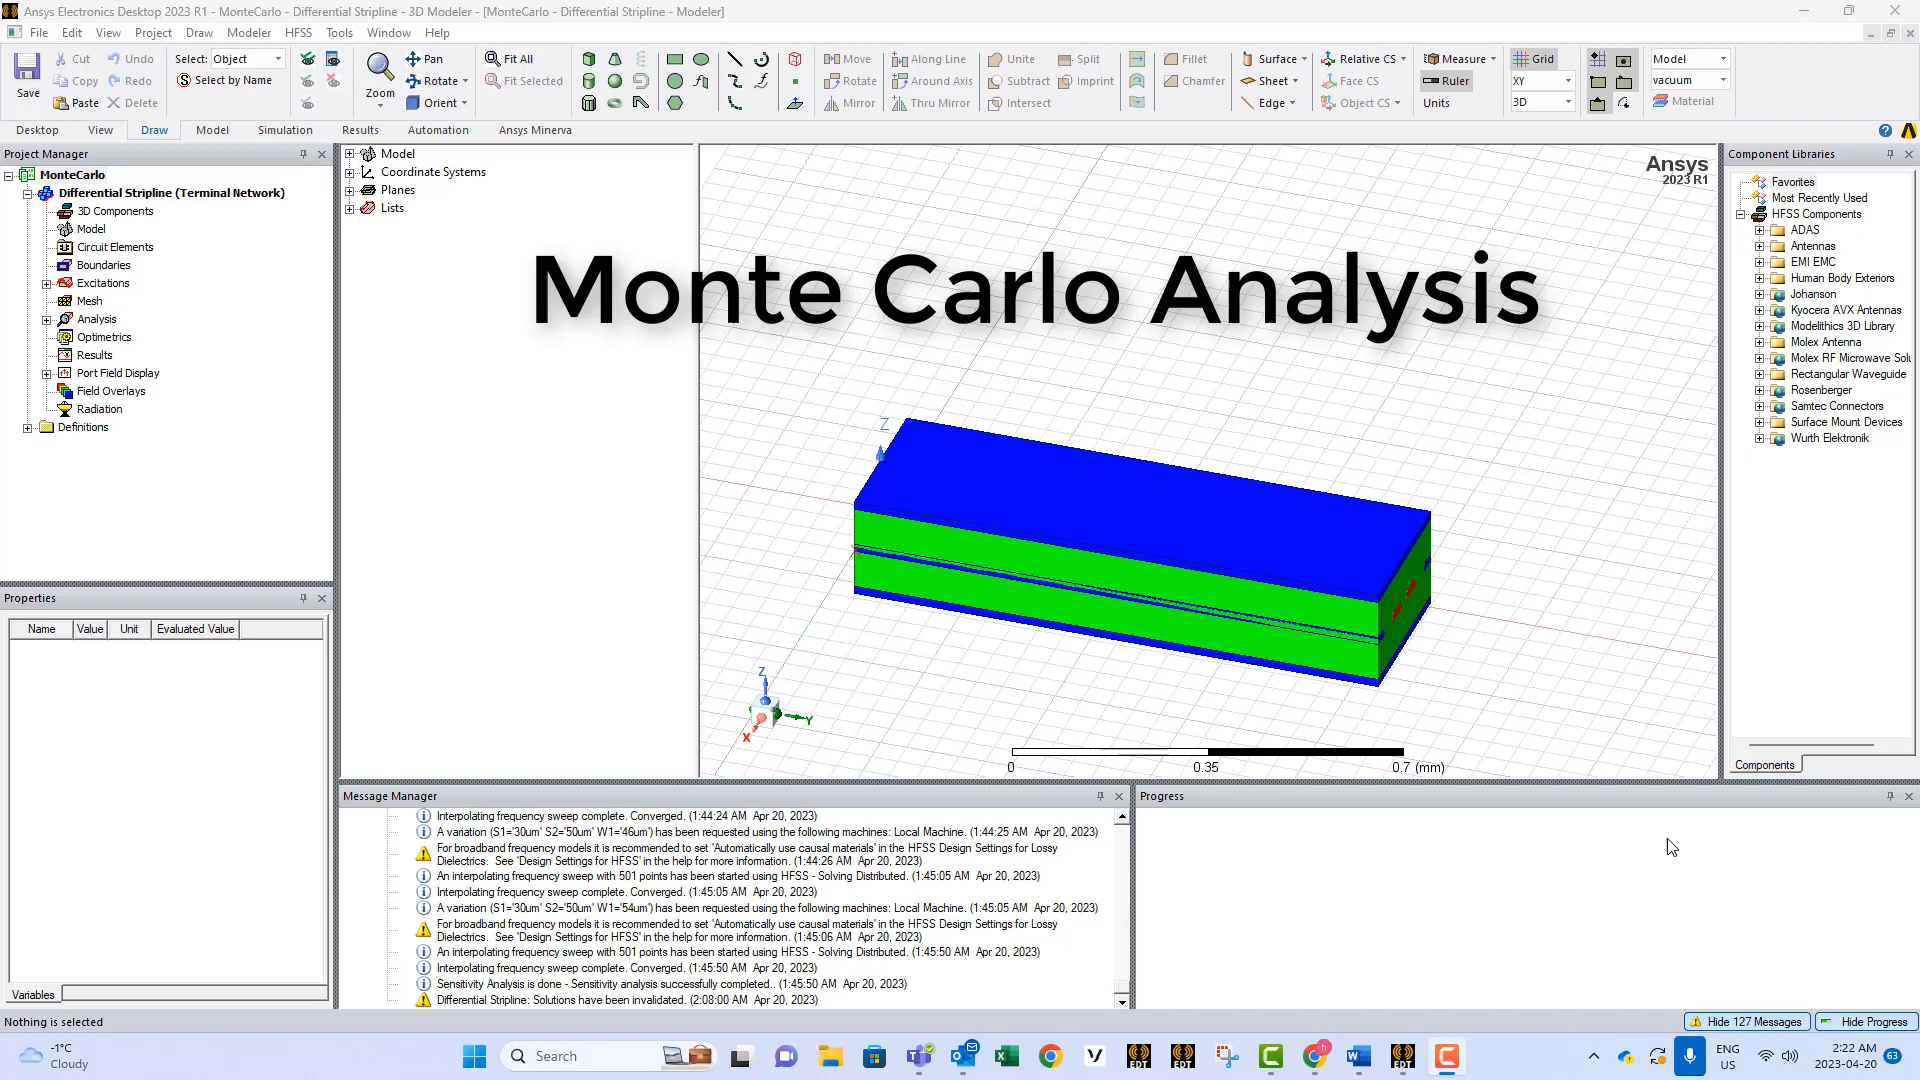 Ansys Electronics Desktop 2023 R1 - MonteCarlo - Differential Stripline - 3D Modeler - [MonteCarlo - Differential Stripline - Modeler]
File Edit View Project Draw Modeler HFSS Tools Window Help
Save
Cut
Copy
Paste
Undo
Redo
Delete
Select: Object
Select by Name
Zoom
Pan
Rotate
Orient
Fit All
Fit Selected
Move
Rotate
Mirror
Along Line
Around Axis
Thru Mirror
Unite
Subtract
Intersect
Split
Imprint
Fillet
Chamfer
Surface
Sheet
Edge
Relative CS
Face CS
Object CS
Measure
Ruler
Units
Grid
XY
3D
Model
vacuum
Material
Desktop View Draw Model Simulation Results Automation Ansys Minerva
Project Manager
MonteCarlo
Differential Stripline (Terminal Network)
3D Components
Model
Circuit Elements
Boundaries
Excitations
Mesh
Analysis
Optimetrics
Results
Port Field Display
Field Overlays
Radiation
Definitions
Properties
Name Value Unit Evaluated Value
Variables
Model
Coordinate Systems
Planes
Lists
Ansys
2023 R1
Monte Carlo Analysis
Z
Z
Y
X
0 0.35 0.7 (mm)
Component Libraries
Favorites
Most Recently Used
HFSS Components
ADAS
Antennas
EMI EMC
Human Body Exteriors
Johanson
Kyocera AVX Antennas
Modelithics 3D Library
Molex Antenna
Molex RF Microwave Sol
Rectangular Waveguide
Rosenberger
Samtec Connectors
Surface Mount Devices
Wurth Elektronik
Components
Message Manager
Interpolating frequency sweep complete. Converged. (1:44:24 AM Apr 20, 2023)
A variation (S1='30um' S2='50um' W1='46um') has been requested using the following machines: Local Machine. (1:44:25 AM Apr 20, 2023)
For broadband frequency models it is recommended to set 'Automatically use causal materials' in the HFSS Design Settings for Lossy
Dielectrics. See 'Design Settings for HFSS' in the help for more information. (1:44:26 AM Apr 20, 2023)
An interpolating frequency sweep with 501 points has been started using HFSS - Solving Distributed. (1:45:05 AM Apr 20, 2023)
Interpolating frequency sweep complete. Converged. (1:45:05 AM Apr 20, 2023)
A variation (S1='30um' S2='50um' W1='54um') has been requested using the following machines: Local Machine. (1:45:05 AM Apr 20, 2023)
For broadband frequency models it is recommended to set 'Automatically use causal materials' in the HFSS Design Settings for Lossy
Dielectrics. See 'Design Settings for HFSS' in the help for more information. (1:45:06 AM Apr 20, 2023)
An interpolating frequency sweep with 501 points has been started using HFSS - Solving Distributed. (1:45:50 AM Apr 20, 2023)
Interpolating frequency sweep complete. Converged. (1:45:50 AM Apr 20, 2023)
Sensitivity Analysis is done - Sensitivity analysis successfully completed.. (1:45:50 AM Apr 20, 2023)
Differential Stripline: Solutions have been invalidated. (2:08:00 AM Apr 20, 2023)
Progress
Nothing is selected
Hide 127 Messages
Hide Progress
-1°C
Cloudy
Search
EDT
EDT
EDT
ENG
US
2:22 AM
2023-04-20
63